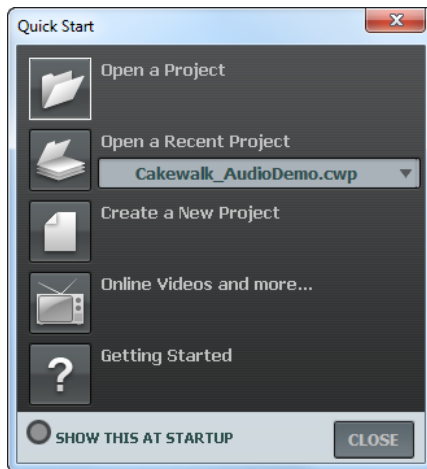 Quick Start
Open a Project
Open a Recent Project
Cakewalk_AudioDemo.cwp
Create a New Project
Online Videos and more...
Getting Started
?
SHOW THIS AT STARTUP
CLOSE